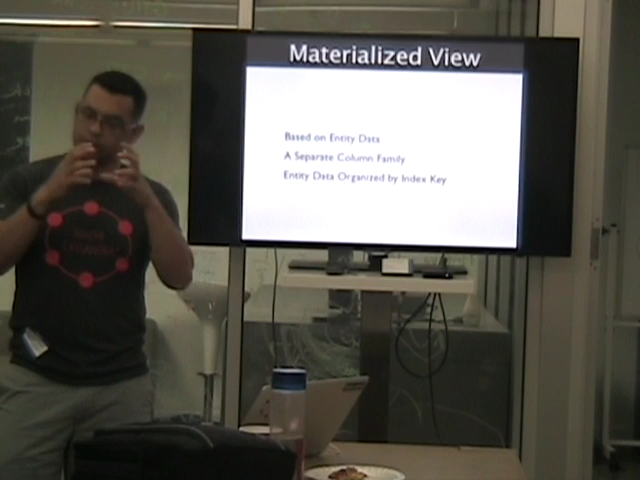 Materialized View
Based on Entity Data
A Separate Column Family
Entity Data Organized by Index Key